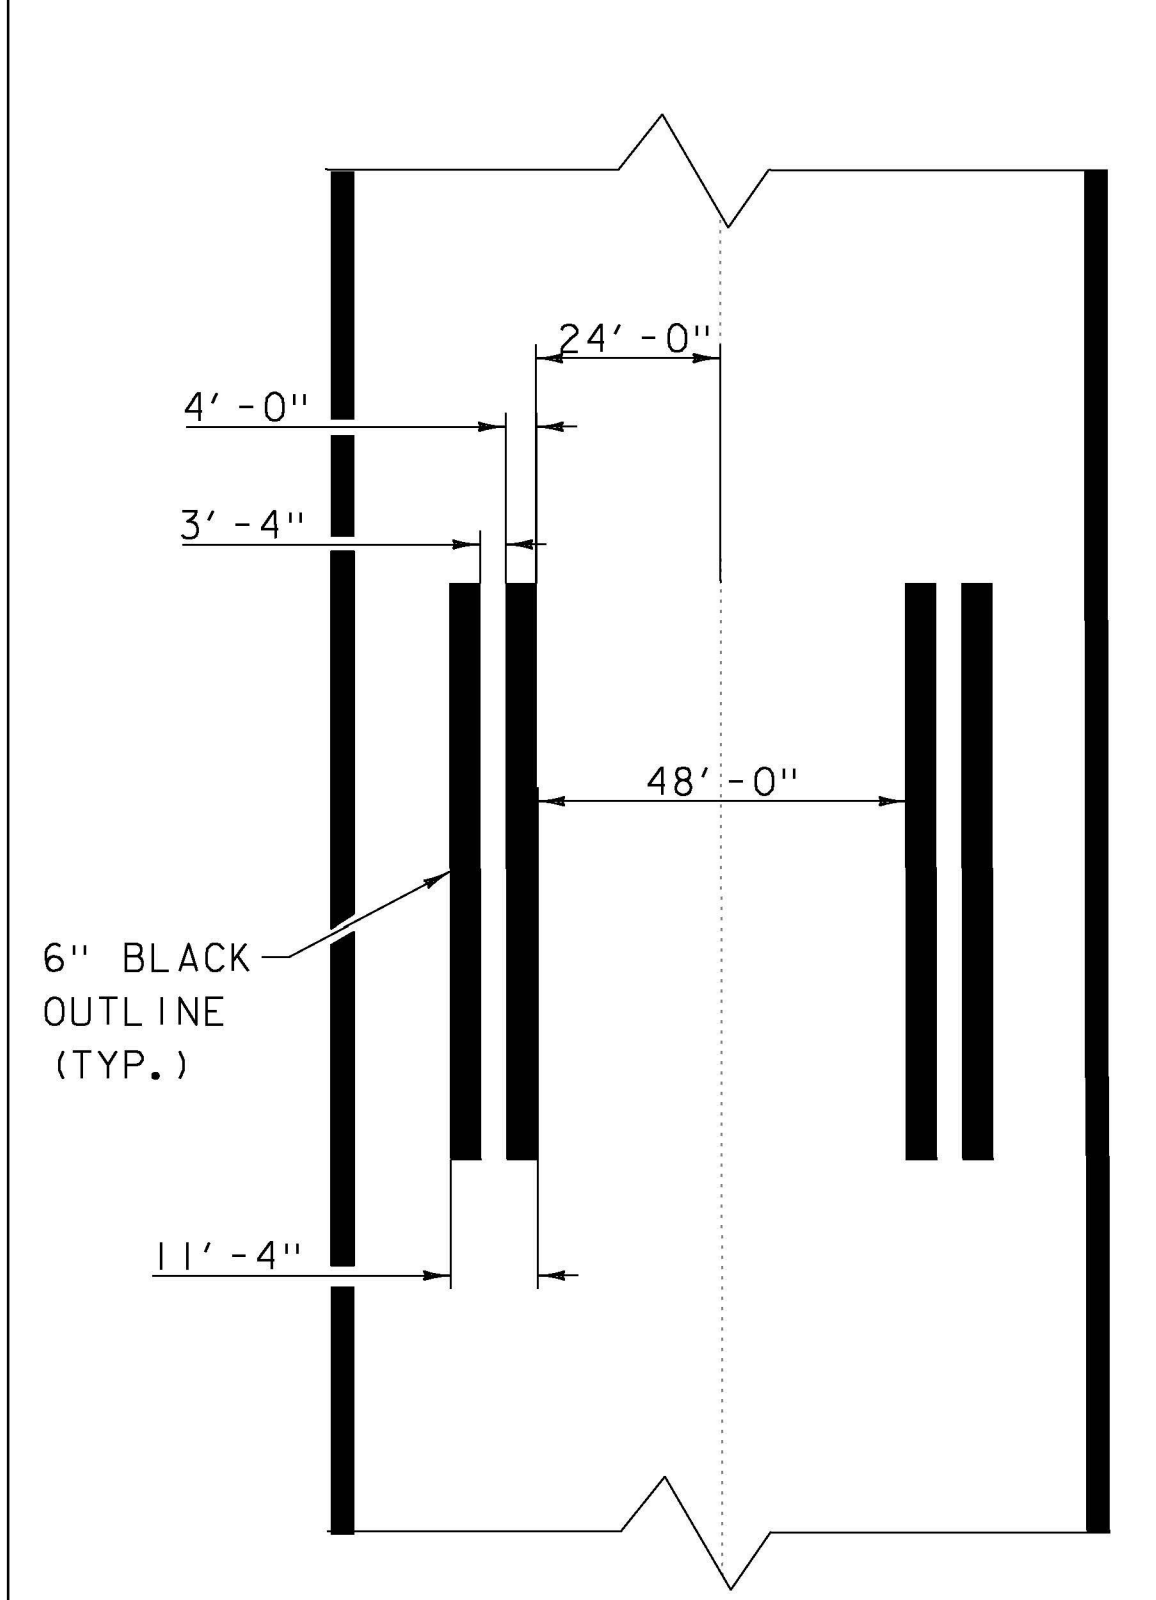 24'-0"
4'-0"
3'-4"
48'-0"
6" BLACK
OUTLINE
(TYP.)
11'-4"